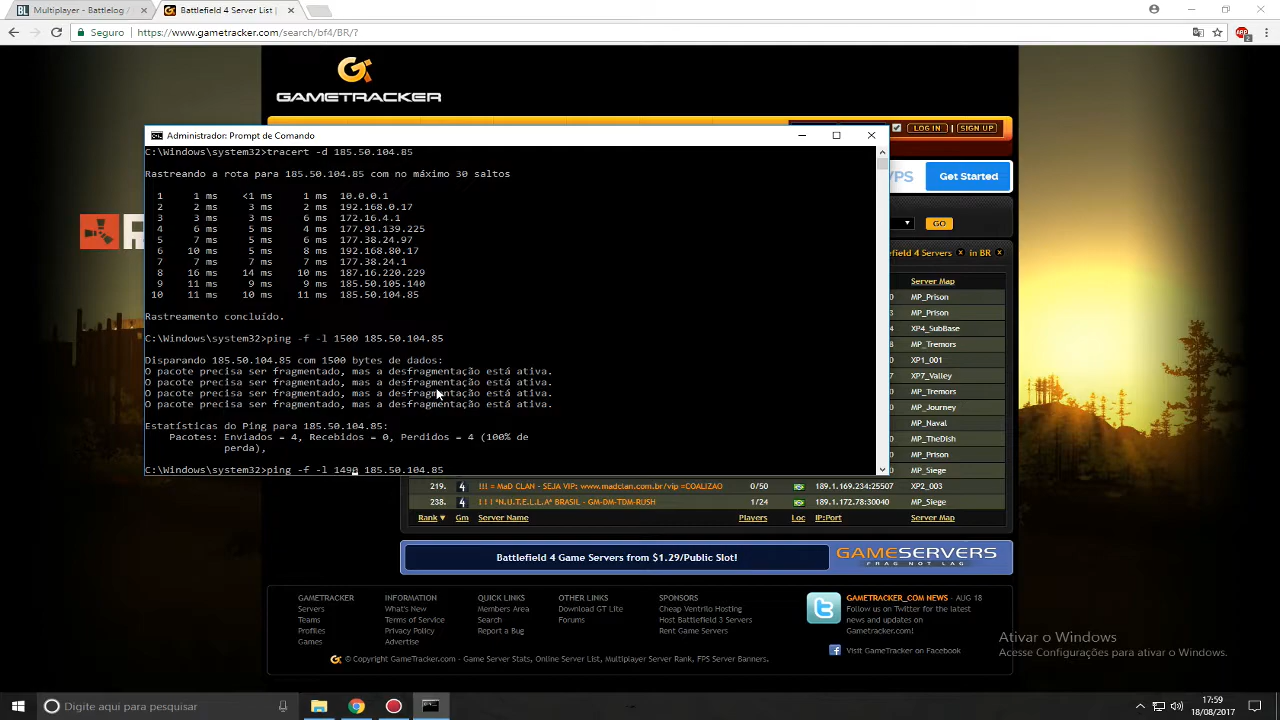 Multiplayer - Battlelog /
Battlefield 4 Server List |
Seguro
https://www.gametracker.com/search/bf4/BR/?
GAMETRACKER
LOG IN
SIGN UP
VPS
Get Started
GO
Administrador: Prompt de Comando
C:\Windows\system32>tracert -d 185.50.104.85
Rastreando a rota para 185.50.104.85 com no máximo 30 saltos
1 1 ms <1 ms 1 ms 10.0.0.1
2 2 ms 3 ms 2 ms 192.168.0.17
3 3 ms 3 ms 6 ms 172.16.4.1
4 6 ms 5 ms 4 ms 177.91.139.225
5 7 ms 5 ms 6 ms 177.38.24.97
6 10 ms 5 ms 8 ms 192.168.80.17
7 7 ms 7 ms 7 ms 177.38.24.1
8 16 ms 14 ms 10 ms 187.16.220.229
9 11 ms 9 ms 9 ms 185.50.105.140
10 11 ms 10 ms 11 ms 185.50.104.85
Rastreamento concluído.
C:\Windows\system32>ping -f -l 1500 185.50.104.85
Disparando 185.50.104.85 com 1500 bytes de dados:
O pacote precisa ser fragmentado, mas a desfragmentação está ativa.
O pacote precisa ser fragmentado, mas a desfragmentação está ativa.
O pacote precisa ser fragmentado, mas a desfragmentação está ativa.
O pacote precisa ser fragmentado, mas a desfragmentação está ativa.
Estatísticas do Ping para 185.50.104.85:
Pacotes: Enviados = 4, Recebidos = 0, Perdidos = 4 (100% de
perda),
C:\Windows\system32>ping -f -l 1490 185.50.104.85
Battlefield 4 Servers x in BR x
Server Map
MP_Prison
MP_Prison
XP4_SubBase
MP_Tremors
XP1_001
XP7_Valley
MP_Tremors
MP_Journey
MP_Naval
MP_TheDish
MP_Prison
MP_Siege
219. 4 !!! = MaD CLAN - SEJA VIP: www.madclan.com.br/vip =COALIZAO 0/50 189.1.169.234:25507 XP2_003
238. 4 ! ! ! *N.U.T.E.L.L.A* BRASIL - GM-DM-TDM-RUSH 1/24 189.1.172.78:30040 MP_Siege
Rank▼ Gm Server Name Players Loc IP:Port Server Map
Battlefield 4 Game Servers from $1.29/Public Slot!
GAMESERVERS
FRAG NOT LAG
GAMETRACKER
Servers
Teams
Profiles
Games
INFORMATION
What's New
Terms of Service
Privacy Policy
Advertise
QUICK LINKS
Members Area
Search
Report a Bug
OTHER LINKS
Download GT Lite
Forums
SPONSORS
Cheap Ventrilo Hosting
Host Battlefield 3 Servers
Rent Game Servers
GAMETRACKER_COM NEWS - AUG 18
Follow us on Twitter for the latest
news and updates on
Gametracker.com!
Visit GameTracker on Facebook
© Copyright GameTracker.com - Game Server Stats, Online Server List, Multiplayer Server Rank, FPS Server Banners.
Ativar o Windows
Acesse Configurações para ativar o Windows.
Digite aqui para pesquisar
17:59
18/08/2017